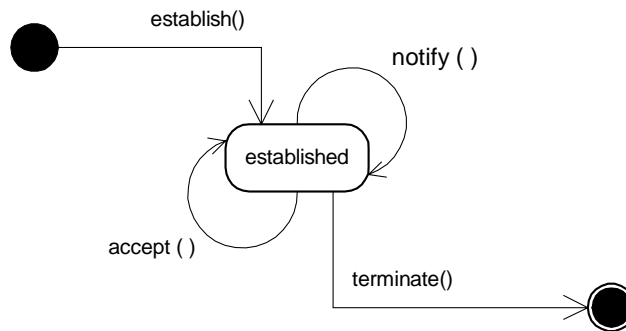 establish()
notify ( )
established
accept ( )
terminate()